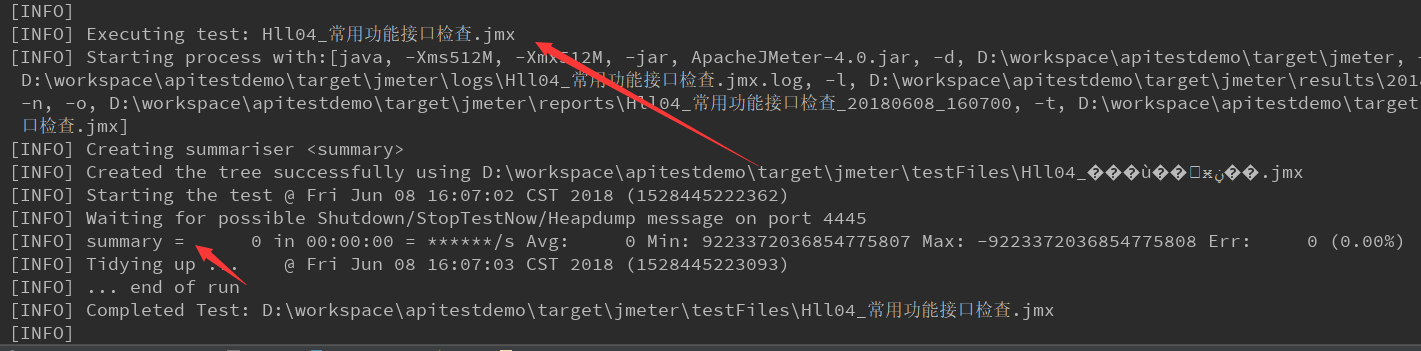 [INFO]
[INFO] Executing test: Hll04_常用功能接口检查.jmx
[INFO] Starting process with:[java, -Xms512M, -Xmx512M, -jar, ApacheJMeter-4.0.jar, -d, D:\workspace\apitestdemo\target\jmeter, -
D:\workspace\apitestdemo\target\jmeter\logs\Hll04_常用功能接口检查.jmx.log, -l, D:\workspace\apitestdemo\target\jmeter\results\201
-n, -o, D:\workspace\apitestdemo\target\jmeter\reports\Hll04_常用功能接口检查_20180608_160700, -t, D:\workspace\apitestdemo\target
口检查.jmx]
[INFO] Creating summariser <summary>
[INFO] Created the tree successfully using D:\workspace\apitestdemo\target\jmeter\testFiles\Hll04_���ù��.jmx
[INFO] Starting the test @ Fri Jun 08 16:07:02 CST 2018 (1528445222362)
[INFO] Waiting for possible Shutdown/StopTestNow/Heapdump message on port 4445
[INFO] summary =      0 in 00:00:00 = ******/s Avg:     0 Min: 9223372036854775807 Max: -9223372036854775808 Err:     0 (0.00%)
[INFO] Tidying up ...    @ Fri Jun 08 16:07:03 CST 2018 (1528445223093)
[INFO] ... end of run
[INFO] Completed Test: D:\workspace\apitestdemo\target\jmeter\testFiles\Hll04_常用功能接口检查.jmx
[INFO]